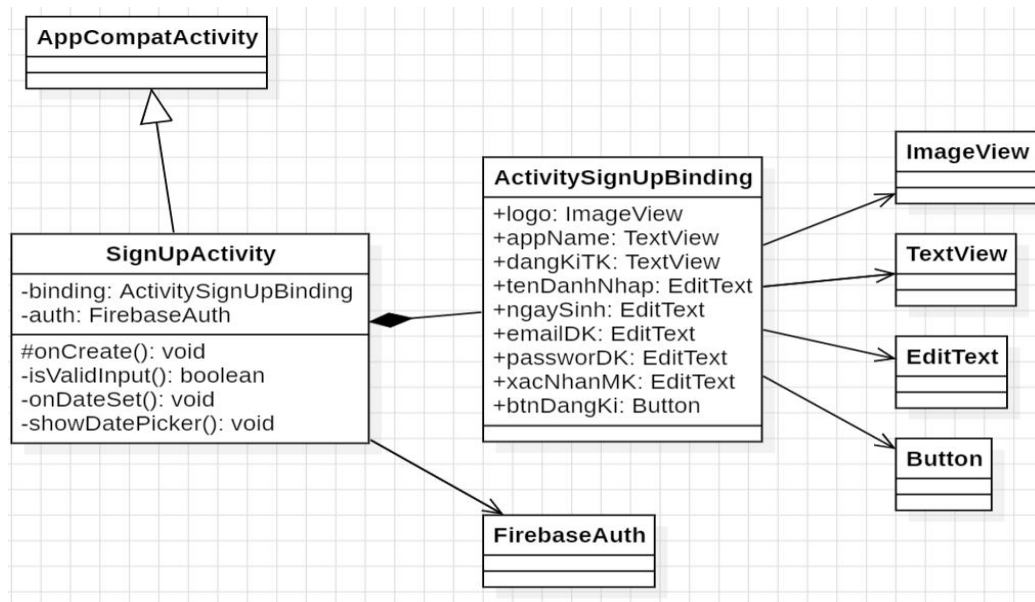 AppCompatActivity
SignUpActivity
-binding: ActivitySignUpBinding
-auth: FirebaseAuth
#onCreate(): void
-isValidInput(): boolean
-onDateSet(): void
-showDatePicker(): void
ActivitySignUpBinding
+logo: ImageView
+appName: TextView
+dangKiTK: TextView
+tenDanhNhap: EditText
+ngaySinh: EditText
+emailDK: EditText
+passworDK: EditText
+xacNhanMK: EditText
+btnDangKi: Button
ImageView
TextView
EditText
Button
FirebaseAuth